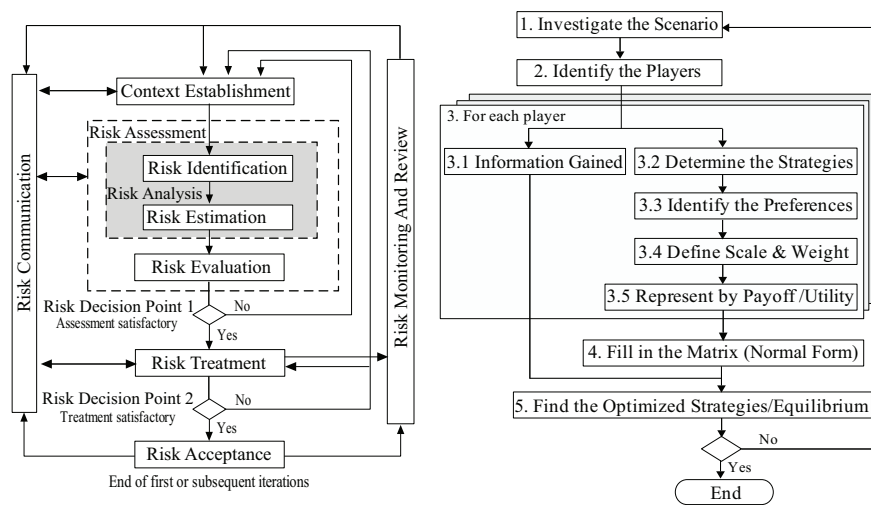 Context Establishment
Risk Assessment
Risk Identification
Risk Analysis
Risk Estimation
Risk Evaluation
Risk Decision Point 1
Assessment satisfactory
No
Yes
Risk Treatment
Risk Decision Point 2
Treatment satisfactory
No
Yes
Risk Acceptance
End of first or subsequent iterations
Risk Communication
Risk Monitoring And Review
1. Investigate the Scenario
2. Identify the Players
3. For each player
3.1 Information Gained
3.2 Determine the Strategies
3.3 Identify the Preferences
3.4 Define Scale & Weight
3.5 Represent by Payoff /Utility
4. Fill in the Matrix (Normal Form)
5. Find the Optimized Strategies/Equilibrium
No
Yes
End